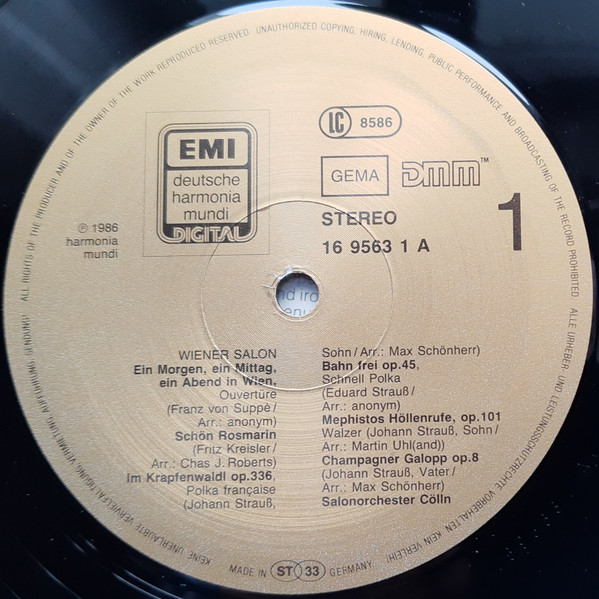 ALL RIGHTS OF THE PRODUCER AND OF THE OWNER OF THE WORK REPRODUCED RESERVED. UNAUTHORIZED COPYING, HIRING, LENDING, PUBLIC PERFORMANCE AND BROADCASTING OF THE RECORD PROHIBITED
EMI
deutsche
harmonia
mundi
DIGITAL
LC 8586
GEMA
DMM™
STEREO
16 9563 1 A
1
℗ 1986
harmonia
mundi
nd iro
WIENER SALON
Ein Morgen, ein Mittag,
ein Abend in Wien,
Ouvertüre
(Franz von Suppè/
Arr.: anonym)
Schön Rosmarin
(Fritz Kreisler/
Arr.: Chas J. Roberts)
Im Krapfenwaldl op.336,
Polka française
(Johann Strauß,
Sohn/Arr.: Max Schönherr)
Bahn frei op.45,
Schnell Polka
(Eduard Strauß/
Arr.: anonym)
Mephistos Höllenrufe, op.101
Walzer (Johann Strauß, Sohn/
Arr.: Martin Uhl(and))
Champagner Galopp op.8
(Johann Strauß, Vater/
Arr.: Max Schönherr)
Salonorchester Cölln
ALLE URHEBER- UND LEISTUNGSSCHUTZRECHTE VORBEHALTEN KEIN VERLEIH! KEINE UNERLAUBTE VERVIELFÄLTIGUNG, VERMIETUNG, AUFFÜHRUNG, SENDUNG!
MADE IN ST 33 GERMANY